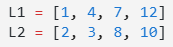 L1 = [1, 4, 7, 12]
L2 = [2, 3, 8, 10]